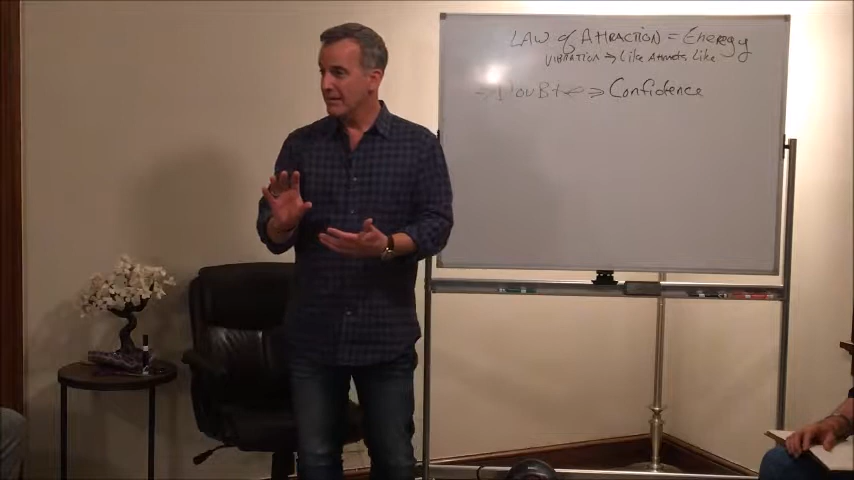 LAW of AttRACTION = Energy
VIBRATION → Like Attracts Like
Doubt ↔ Confidence